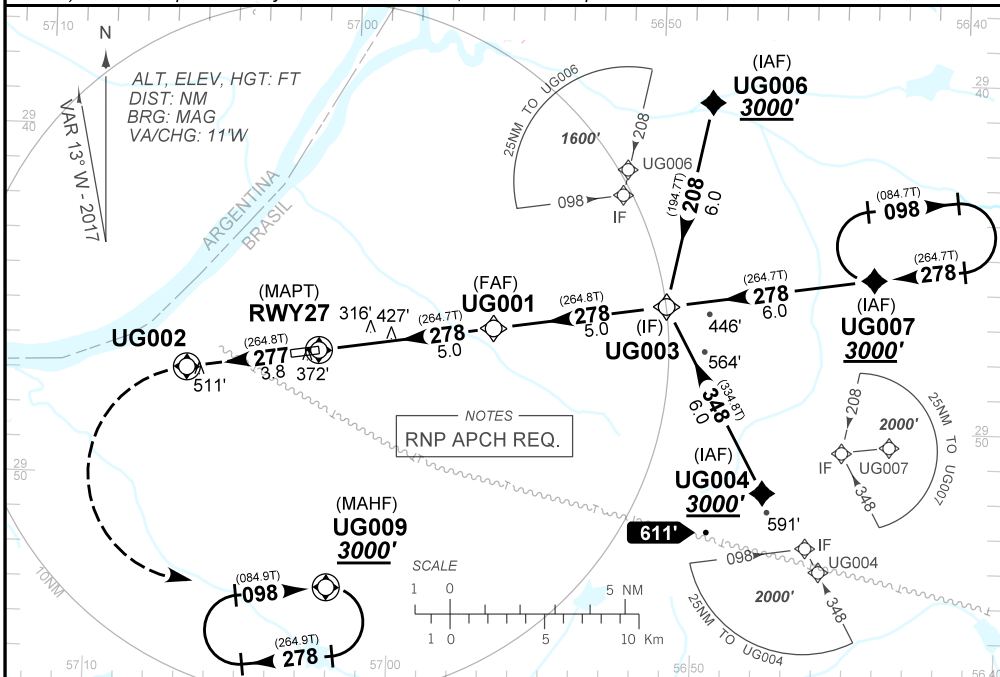 57 10
57 00
56 50
56 40
N
VAR 13° W - 2017
ALT, ELEV, HGT: FT
DIST: NM
BRG: MAG
VA/CHG: 11'W
29
40
29
40
ARGENTINA
BRASIL
25NM TO UG006
1600'
208
UG006
098
IF
(IAF)
UG006
3000'
(194.7T)
208
6.0
(084.7T)
098
(264.7T)
278
(IAF)
UG007
3000'
(264.7T)
278
6.0
(IF)
UG003
446'
564'
(264.8T)
278
5.0
(FAF)
UG001
(264.7T)
278
5.0
316'
427'
(MAPT)
RWY27
372'
(264.8T)
277
3.8
UG002
511'
(334.8T)
348
6.0
(IAF)
UG004
3000'
591'
611'
NOTES
RNP APCH REQ.
208
2000'
25NM TO UG007
IF
UG007
348
29
50
29
50
098
IF
UG004
2000'
348
25NM TO UG004
(MAHF)
UG009
3000'
(084.9T)
098
(264.9T)
278
10NM
SCALE
1 0 5 NM
1 0 5 10 Km
57 10
57 00
56 50
56 40